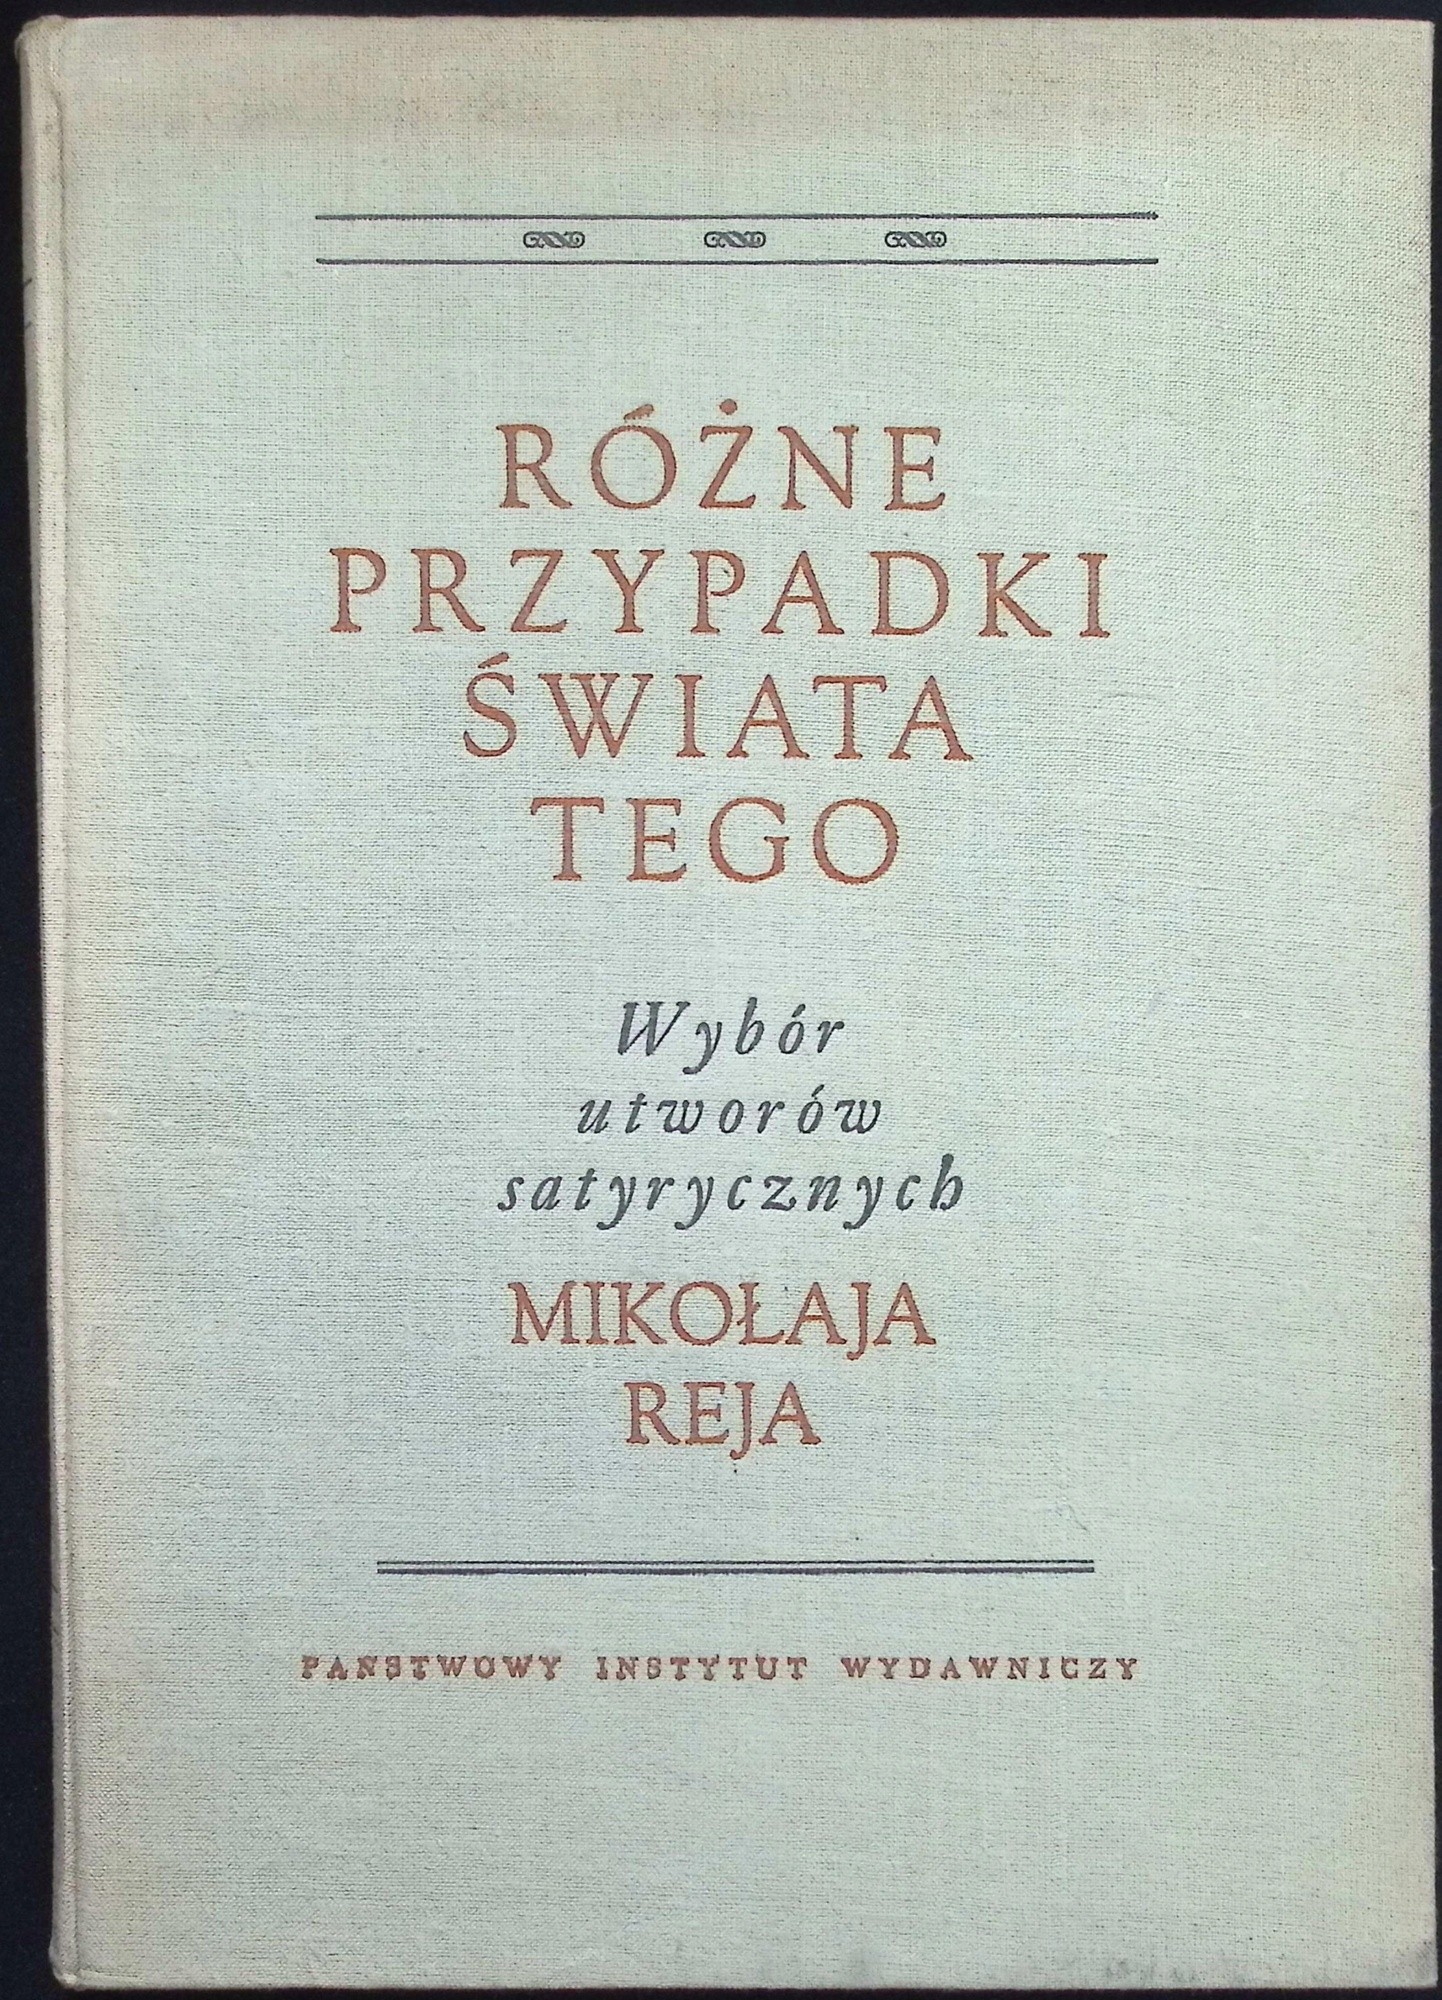 RÓŻNE
PRZYPADKI
ŚWIATA
TEGO
Wybór
utworów
satyrycznych
MIKOŁAJA
REJA
PAŃSTWOWY INSTYTUT WYDAWNICZY